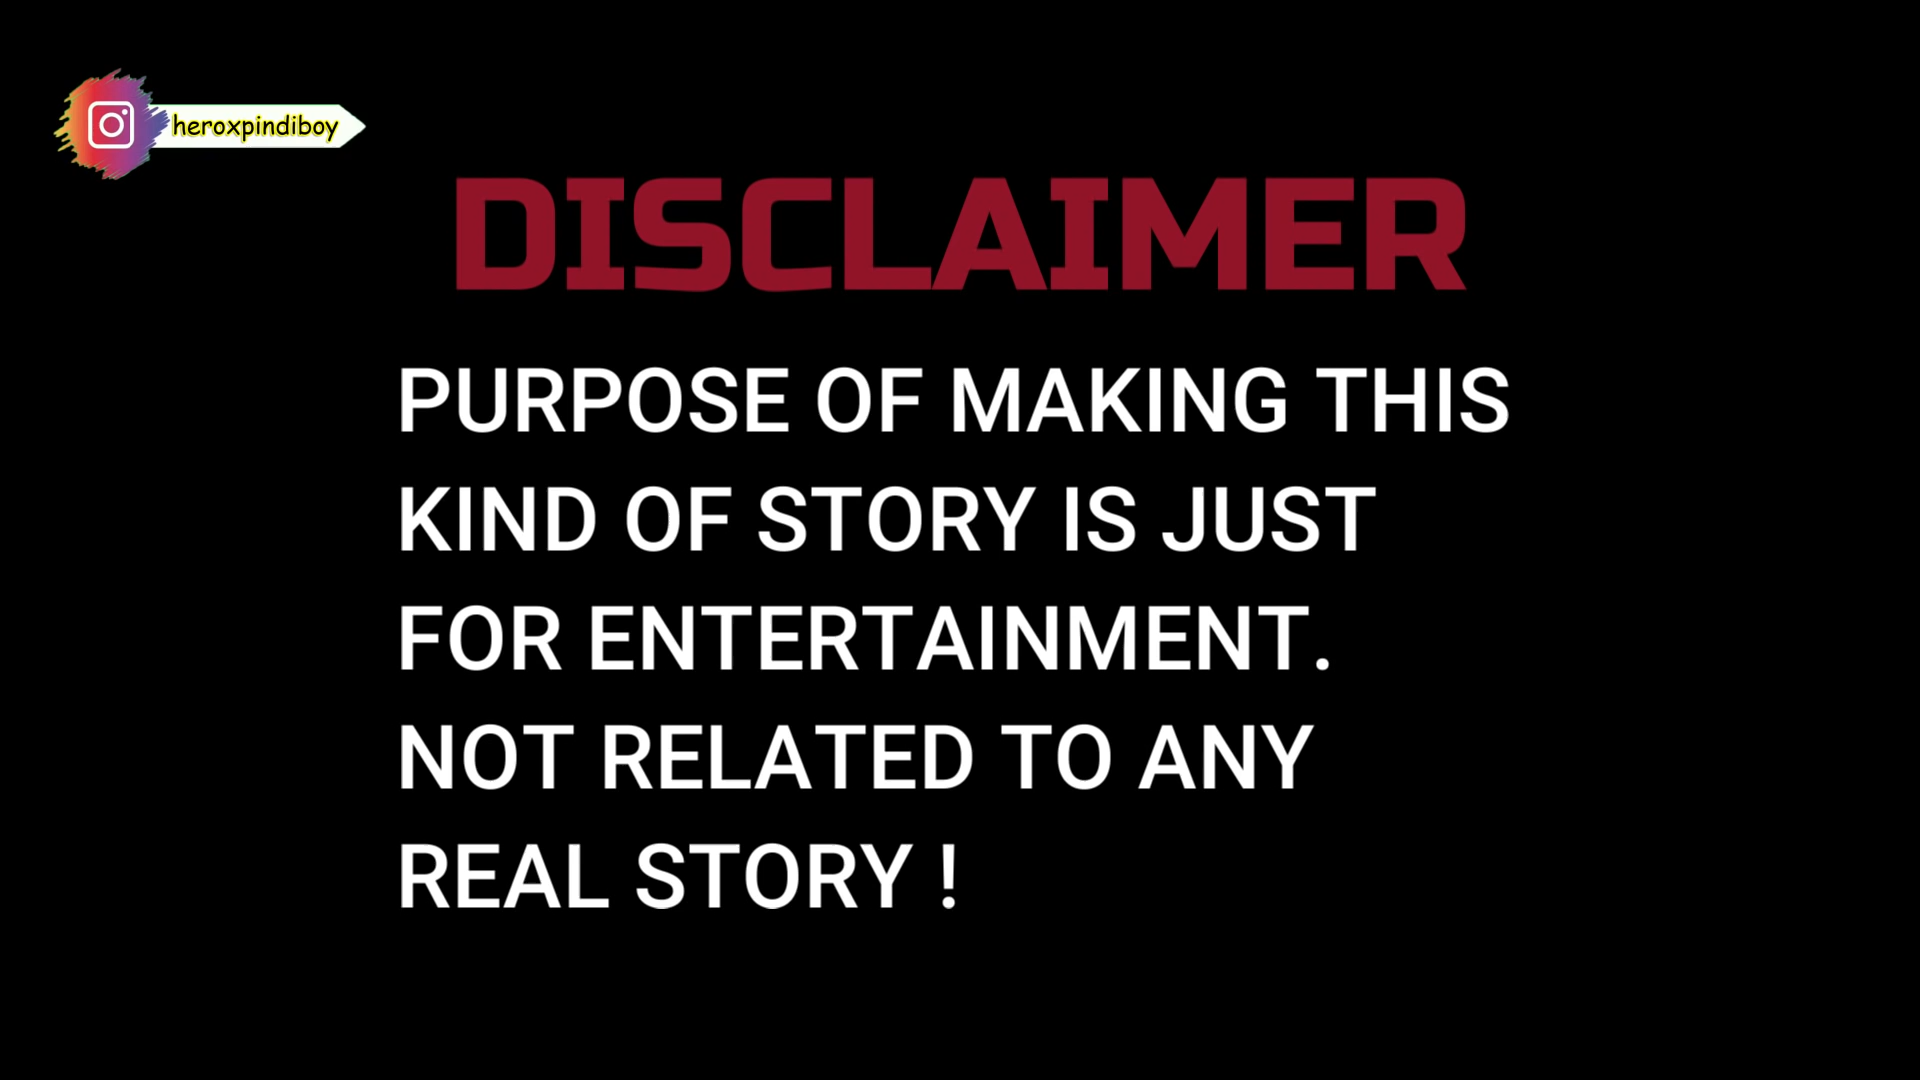 heroxpindiboy
DISCLAIMER
PURPOSE OF MAKING THIS
KIND OF STORY IS JUST
FOR ENTERTAINMENT.
NOT RELATED TO ANY
REAL STORY !